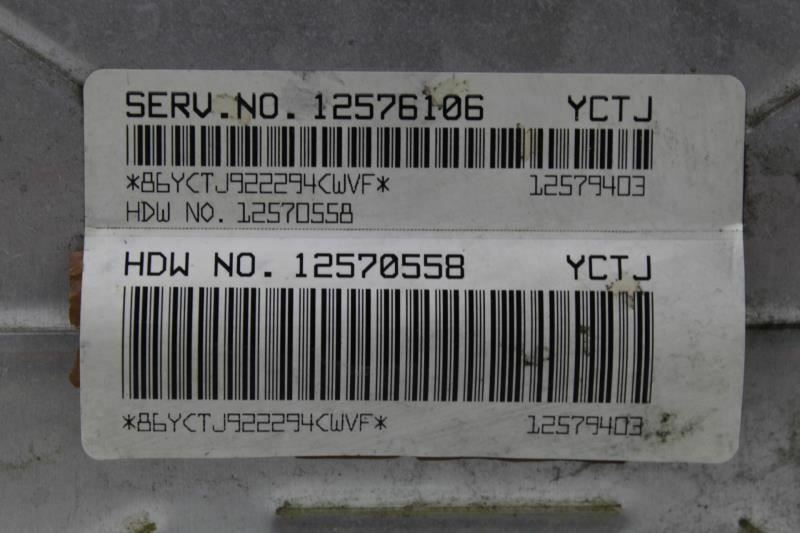 SERV.NO. 12576106 YCTJ
*86YCTJ922294CWVF* 12579403
HDW NO. 12570558
HDW NO. 12570558 YCTJ
*86YCTJ922294CWVF* 12579403